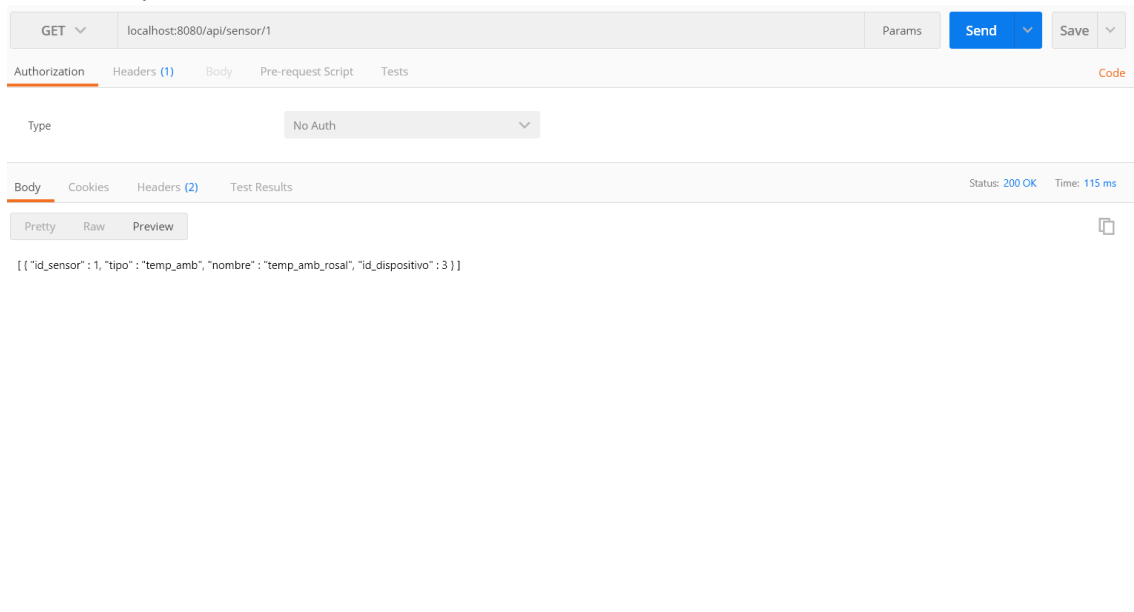 GET localhost:8080/api/sensor/1 Params Send Save
Authorization Headers (1) Body Pre-request Script Tests Code
Type No Auth
Body Cookies Headers (2) Test Results Status: 200 OK Time: 115 ms
Pretty Raw Preview
[ { "id_sensor" : 1, "tipo" : "temp_amb", "nombre" : "temp_amb_rosal", "id_dispositivo" : 3 } ]